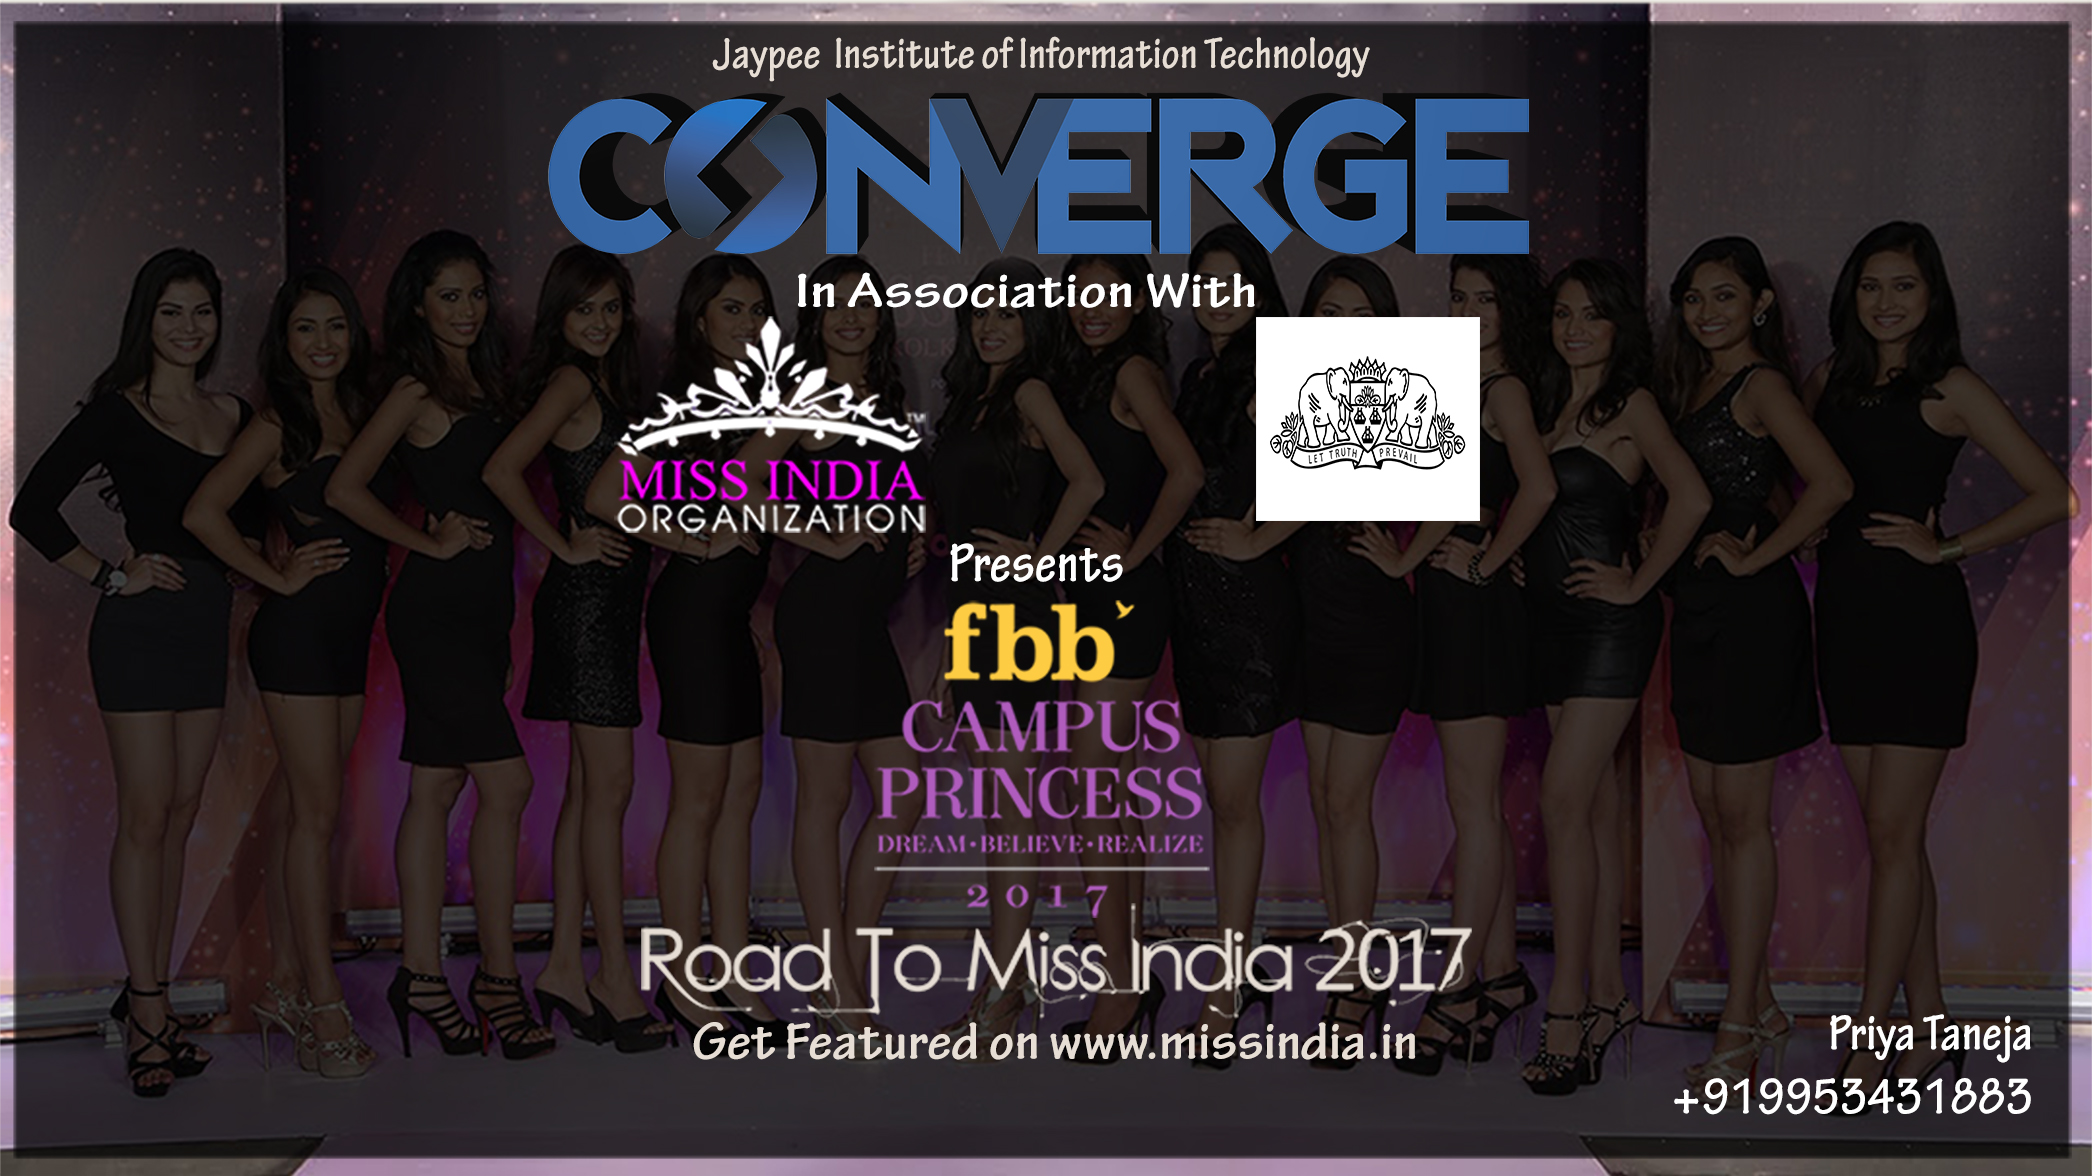 Jaypee Institute of Information Technology
CONVERGE
In Association With
TM
MISS INDIA
ORGANIZATION
LET TRUTH PREVAIL
Presents
fbb
CAMPUS
PRINCESS
DREAM • BELIEVE • REALIZE
2017
Road To Miss India 2017
Get Featured on www.missindia.in
Priya Taneja
+919953431883